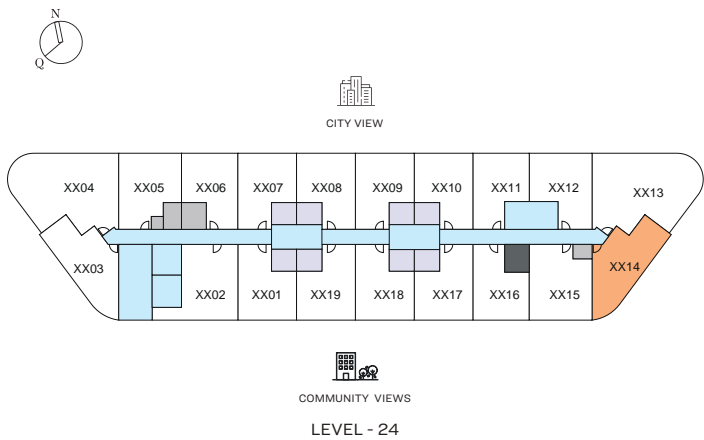 N
Q
CITY VIEW
XX04 XX05 XX06 XX07 XX08 XX09 XX10 XX11 XX12 XX13
XX03 XX14
XX02 XX01 XX19 XX18 XX17 XX16 XX15
COMMUNITY VIEWS
LEVEL - 24